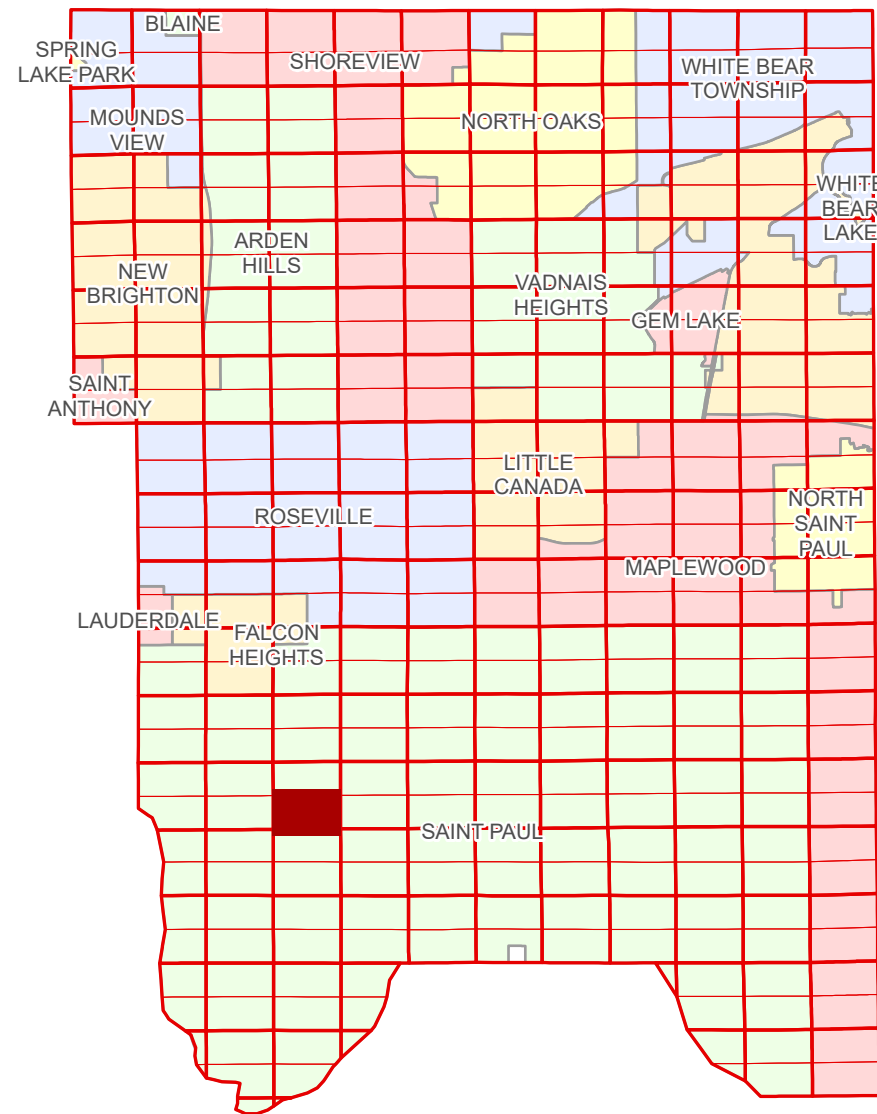 BLAINE
SPRING
LAKE PARK
SHOREVIEW
WHITE BEAR
TOWNSHIP
MOUNDS
VIEW
NORTH OAKS
WHITE
BEAR
LAKE
ARDEN
HILLS
NEW
BRIGHTON
VADNAIS
HEIGHTS
GEM LAKE
SAINT
ANTHONY
LITTLE
CANADA
NORTH
SAINT
PAUL
ROSEVILLE
MAPLEWOOD
LAUDERDALE
FALCON
HEIGHTS
SAINT PAUL